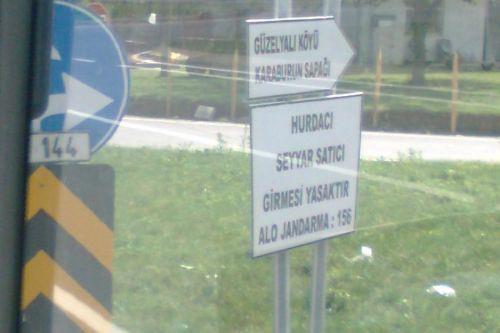 GÜZELYALI KÖYÜ
KARABURUN SAPAĞI
HURDACI
SEYYAR SATICI
GİRMESİ YASAKTIR
ALO JANDARMA : 156
144